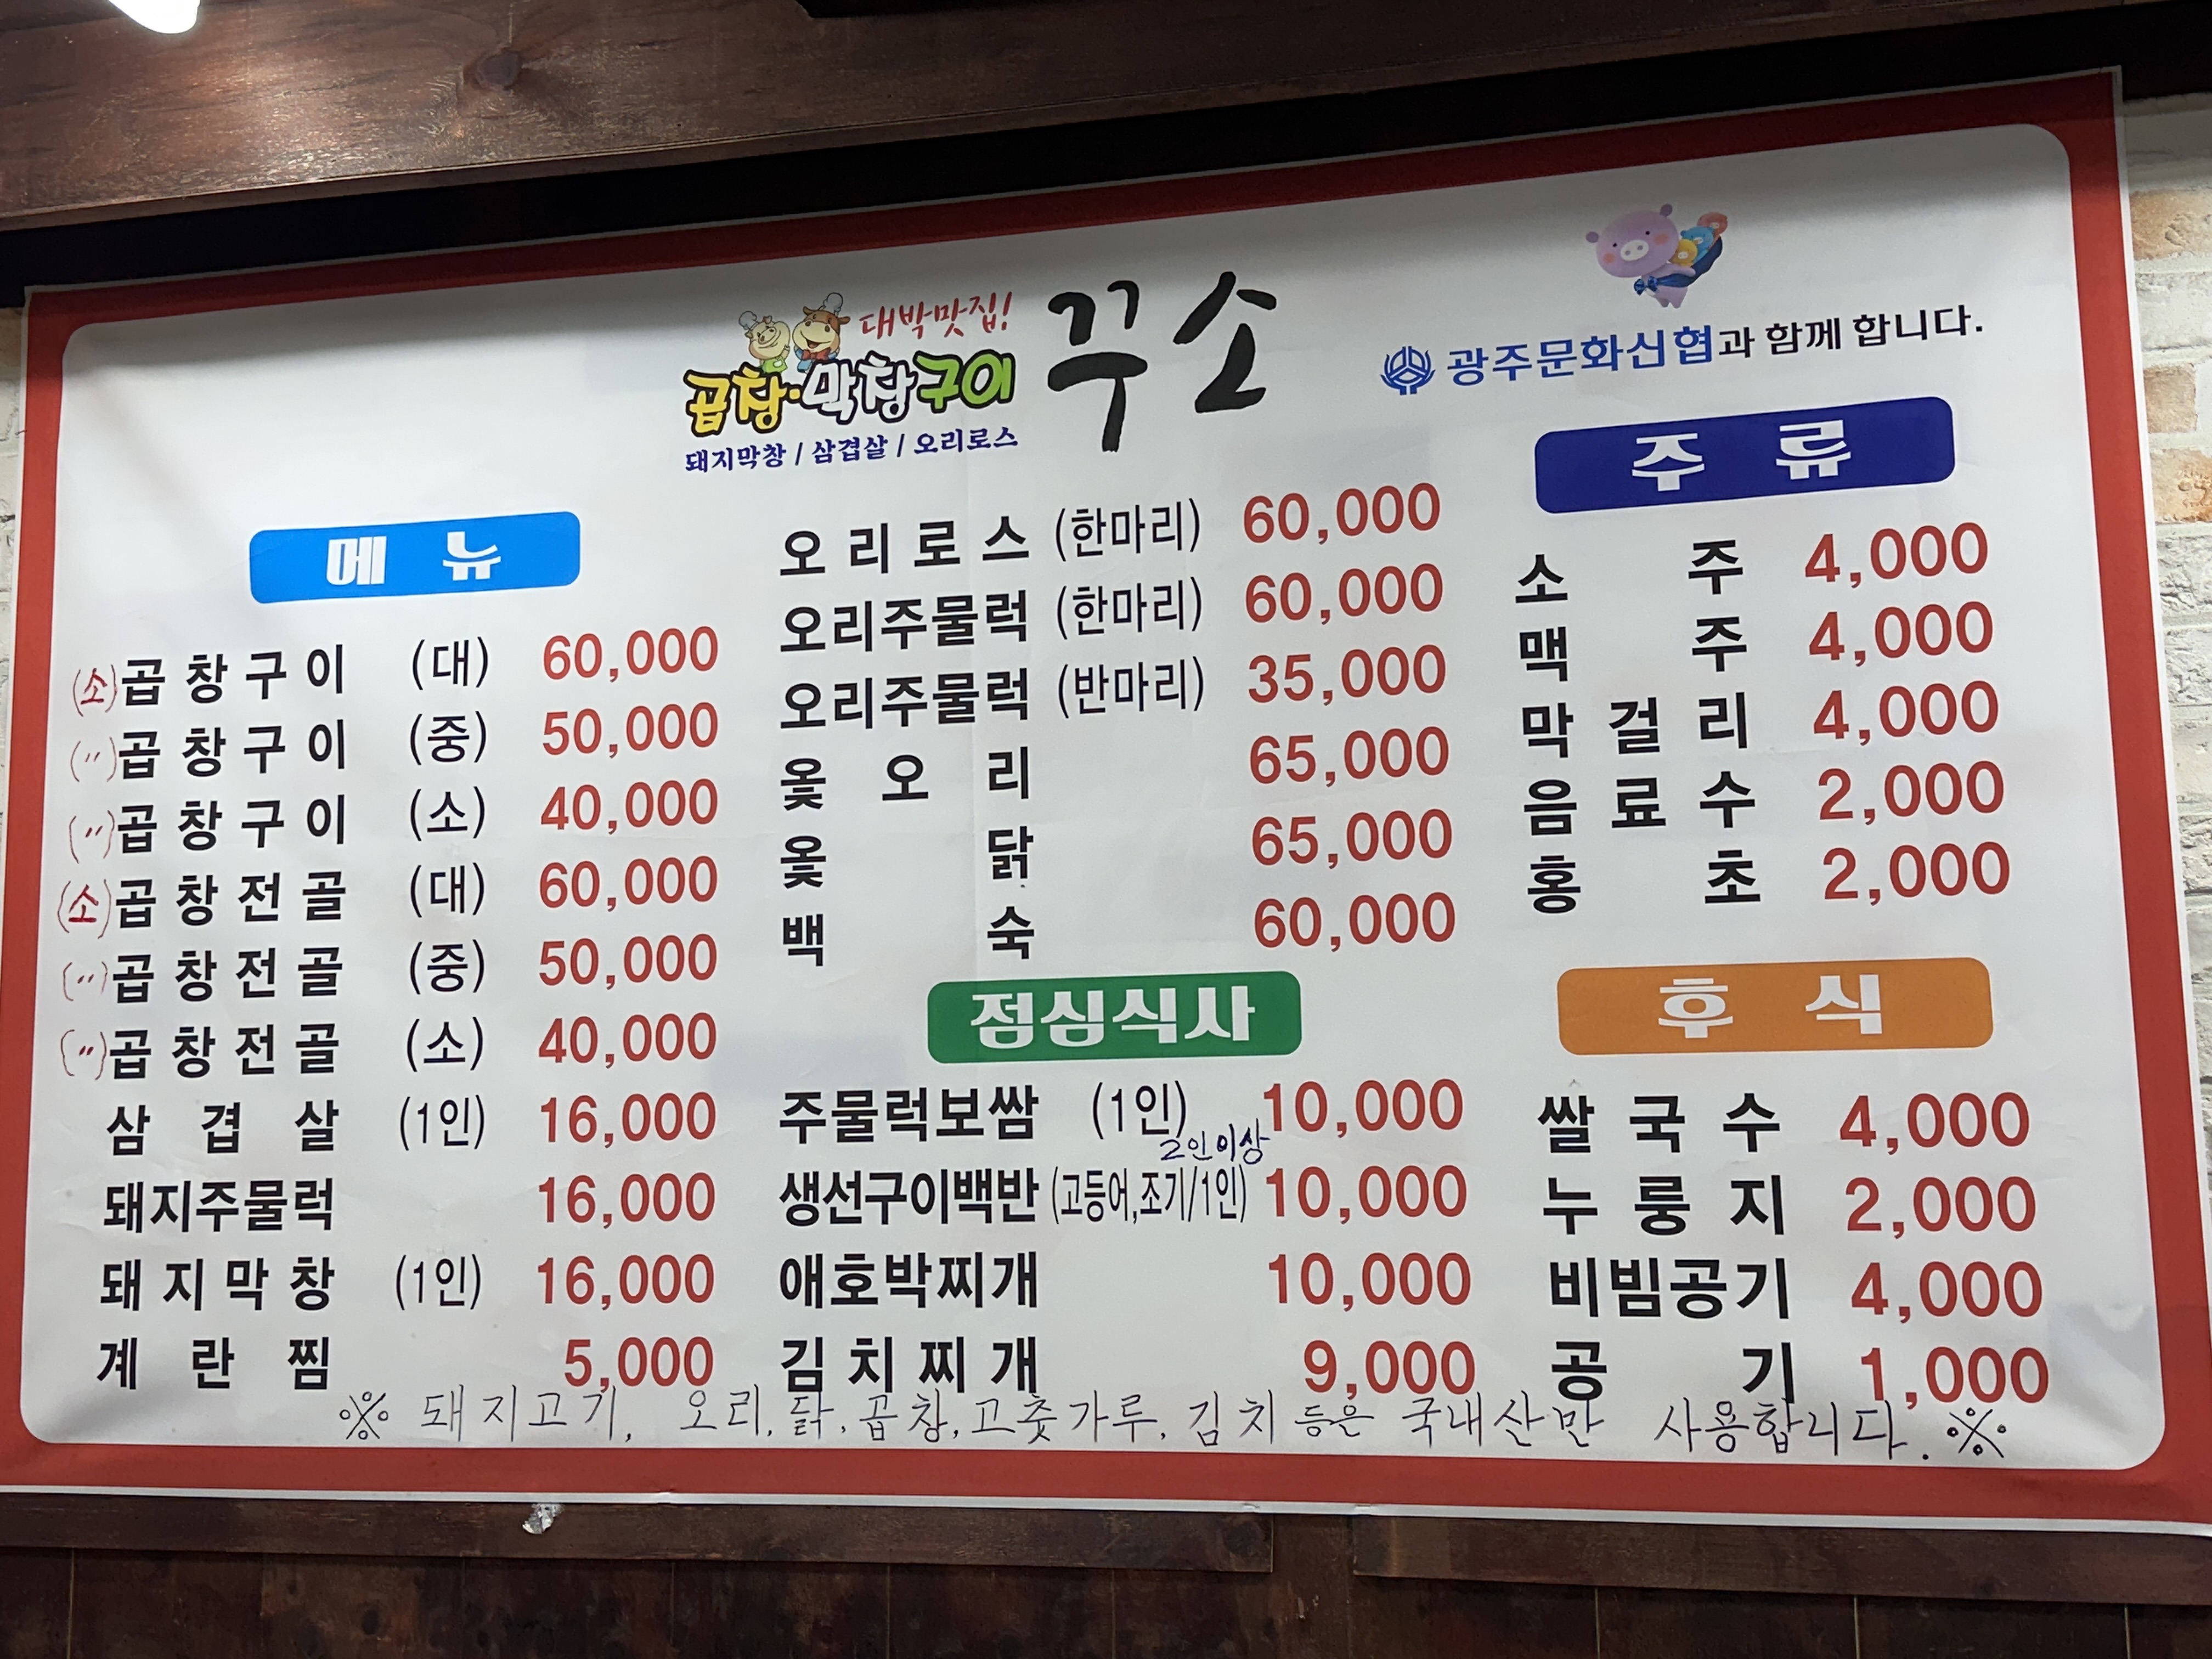 대박맛집!
곱창·막창구이
돼지막창 / 삼겹살 / 오리로스
꾸소
광주문화신협과 함께 합니다.
메뉴
(소)곱창구이 (대) 60,000
(〃)곱창구이 (중) 50,000
(〃)곱창구이 (소) 40,000
(소)곱창전골 (대) 60,000
(〃)곱창전골 (중) 50,000
(〃)곱창전골 (소) 40,000
삼겹살 (1인) 16,000
돼지주물럭 16,000
돼지막창 (1인) 16,000
계란찜 5,000
오리로스 (한마리) 60,000
오리주물럭 (한마리) 60,000
오리주물럭 (반마리) 35,000
옻오리 65,000
옻닭 65,000
백숙 60,000
점심식사
주물럭보쌈 (1인) 10,000
2인이상
생선구이백반 (고등어,조기/1인) 10,000
애호박찌개 10,000
김치찌개 9,000
주류
소주 4,000
맥주 4,000
막걸리 4,000
음료수 2,000
홍초 2,000
후식
쌀국수 4,000
누룽지 2,000
비빔공기 4,000
공기 1,000
※ 돼지고기, 오리, 닭, 곱창, 고춧가루, 김치 등은 국내산만 사용합니다. ※